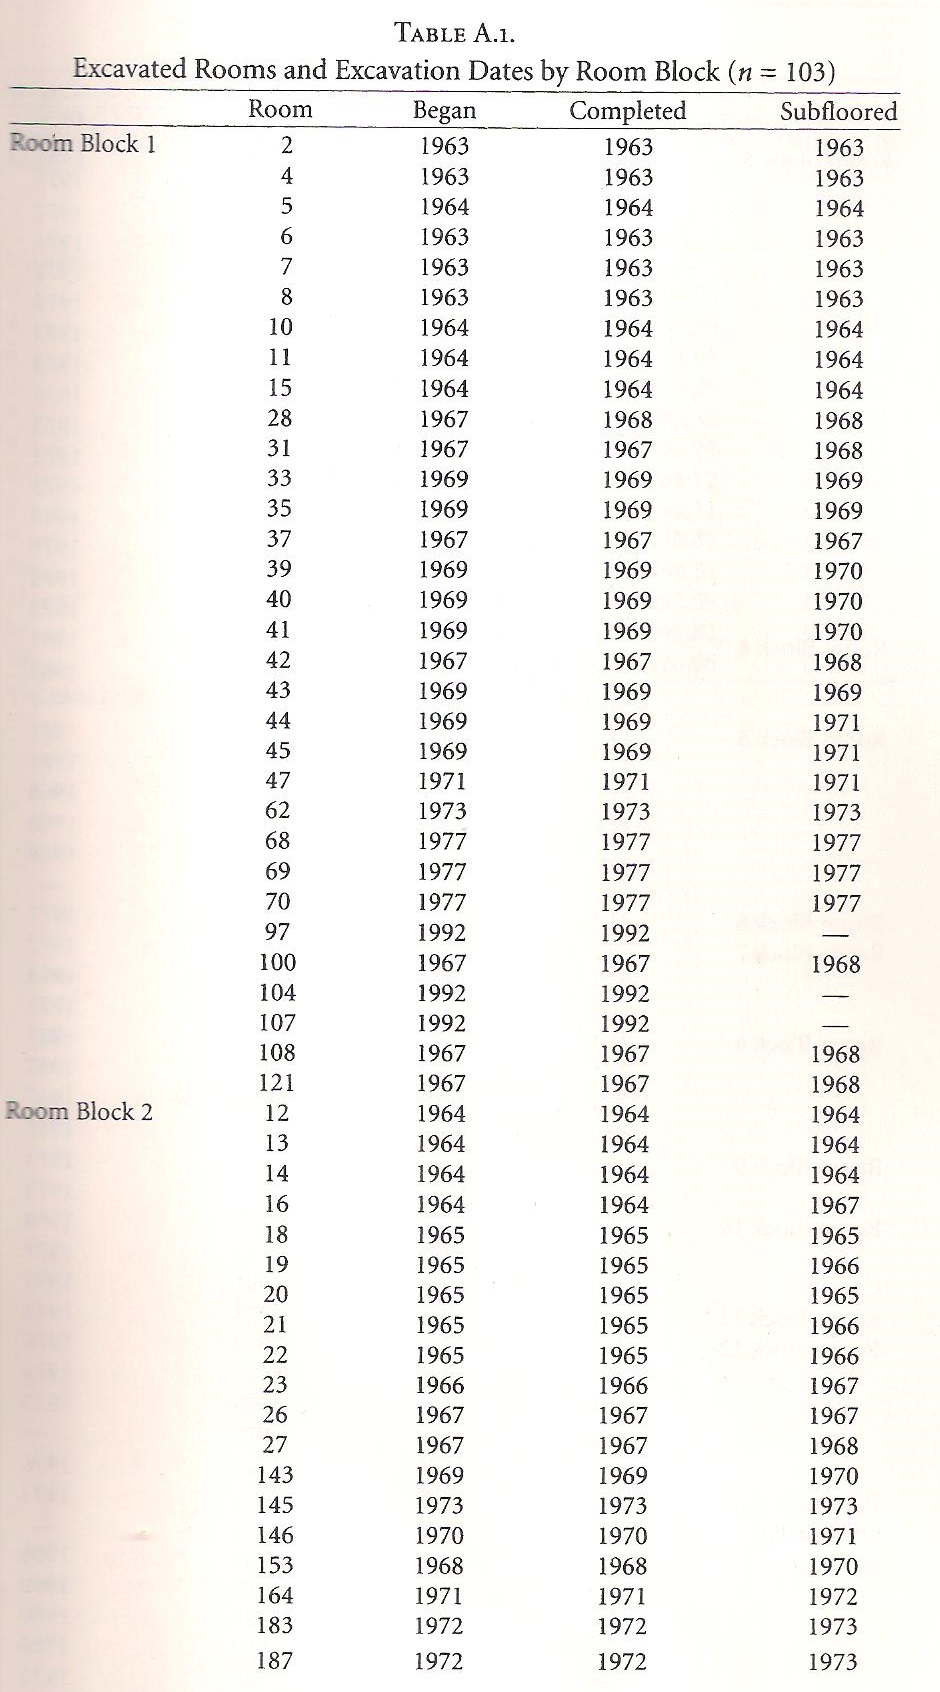 TABLE A.1.
Excavated Rooms and Excavation Dates by Room Block (n = 103)
Room Began Completed Subfloored
Room Block 1 2 1963 1963 1963
4 1963 1963 1963
5 1964 1964 1964
6 1963 1963 1963
7 1963 1963 1963
8 1963 1963 1963
10 1964 1964 1964
11 1964 1964 1964
15 1964 1964 1964
28 1967 1968 1968
31 1967 1967 1968
33 1969 1969 1969
35 1969 1969 1969
37 1967 1967 1967
39 1969 1969 1970
40 1969 1969 1970
41 1969 1969 1970
42 1967 1967 1968
43 1969 1969 1969
44 1969 1969 1971
45 1969 1969 1971
47 1971 1971 1971
62 1973 1973 1973
68 1977 1977 1977
69 1977 1977 1977
70 1977 1977 1977
97 1992 1992 —
100 1967 1967 1968
104 1992 1992 —
107 1992 1992 —
108 1967 1967 1968
121 1967 1967 1968
Room Block 2 12 1964 1964 1964
13 1964 1964 1964
14 1964 1964 1964
16 1964 1964 1967
18 1965 1965 1965
19 1965 1965 1966
20 1965 1965 1965
21 1965 1965 1966
22 1965 1965 1966
23 1966 1966 1967
26 1967 1967 1967
27 1967 1967 1968
143 1969 1969 1970
145 1973 1973 1973
146 1970 1970 1971
153 1968 1968 1970
164 1971 1971 1972
183 1972 1972 1973
187 1972 1972 1973